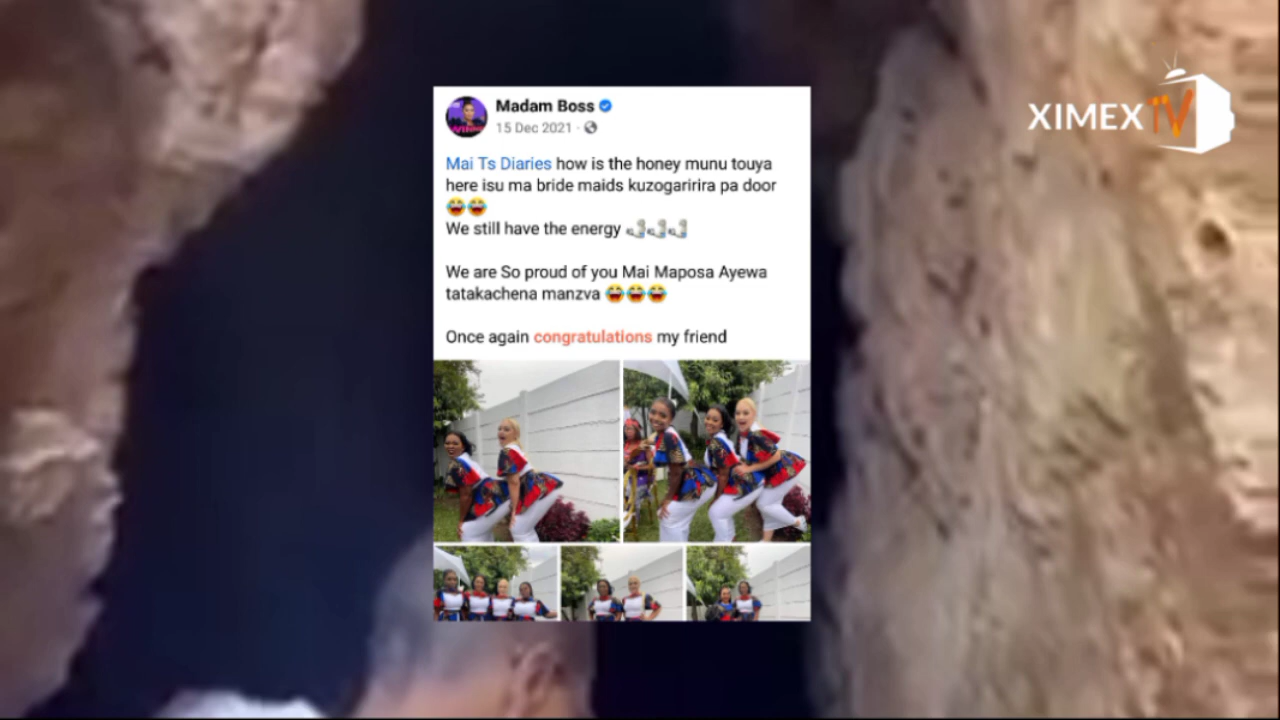 XIMEX TV
Madam Boss
15 Dec 2021 ·
Mai Ts Diaries how is the honey munu touya
here isu ma bride maids kuzogaririra pa door
😂😂
We still have the energy
We are So proud of you Mai Maposa Ayewa
tatakachena manzva 😂😂😂
Once again congratulations my friend